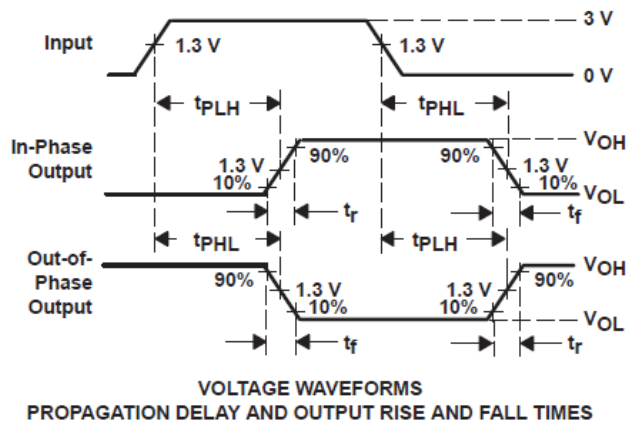 3 V
Input
1.3 V
1.3 V
0 V
tPLH
tPHL
In-Phase
Output
VOH
90%
90%
1.3 V
1.3 V
10%
10%
VOL
tr
tf
tPHL
tPLH
Out-of-
Phase
Output
VOH
90%
90%
1.3 V
1.3 V
10%
10%
VOL
tf
tr
VOLTAGE WAVEFORMS
PROPAGATION DELAY AND OUTPUT RISE AND FALL TIMES